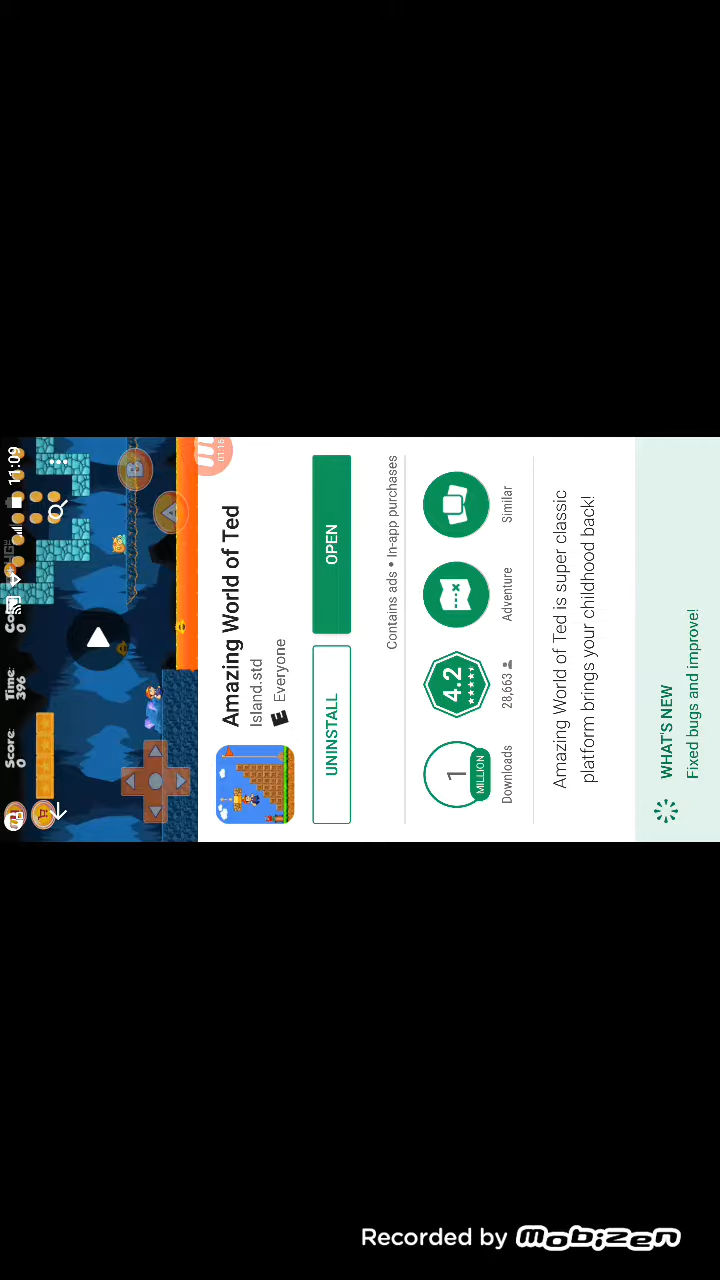 11:09
Score:
0
Time:
396
0
B
A
01:16
Amazing World of Ted
Island.std
E Everyone
UNINSTALL
OPEN
Contains ads • In-app purchases
1
MILLION
Downloads
4.2
28,663
Adventure
Similar
Amazing World of Ted is super classic
platform brings your childhood back!
WHAT'S NEW
Fixed bugs and improve!
Recorded by mobizen